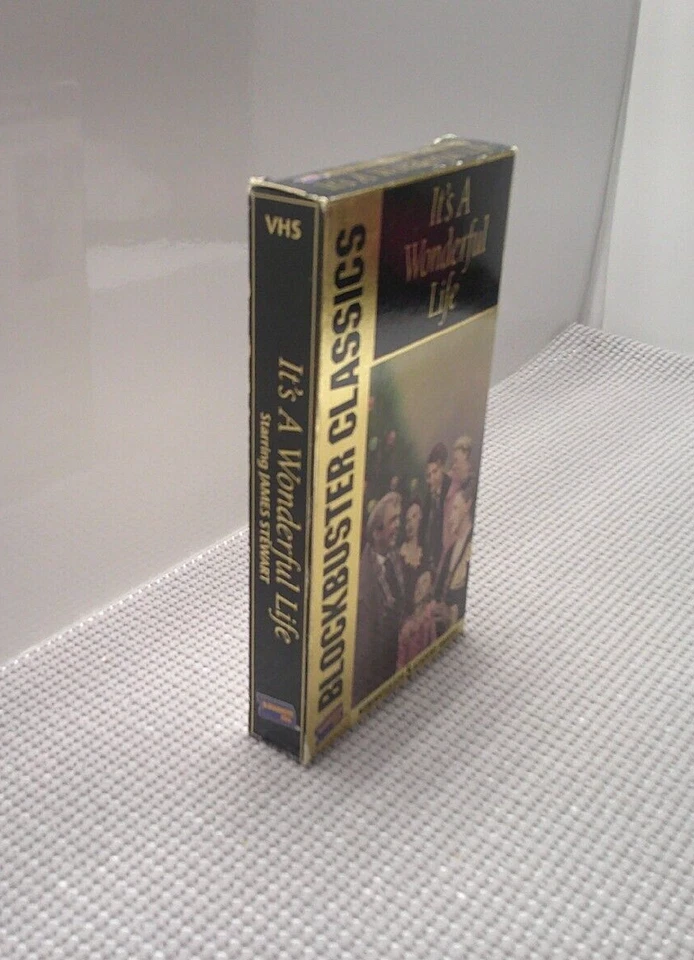 VHS
It's A Wonderful Life
Starring JAMES STEWART
BLOCKBUSTER CLASSICS
It's A
Wonderful
Life